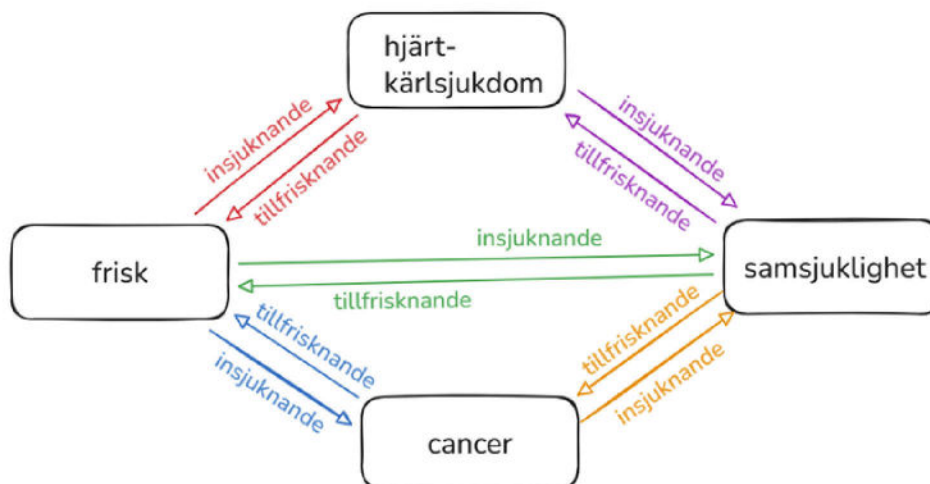 hjärt-
kärlsjukdom
insjuknande
tillfrisknande
insjuknande
tillfrisknande
frisk
insjuknande
tillfrisknande
samsjuklighet
tillfrisknande
insjuknande
tillfrisknande
insjuknande
cancer